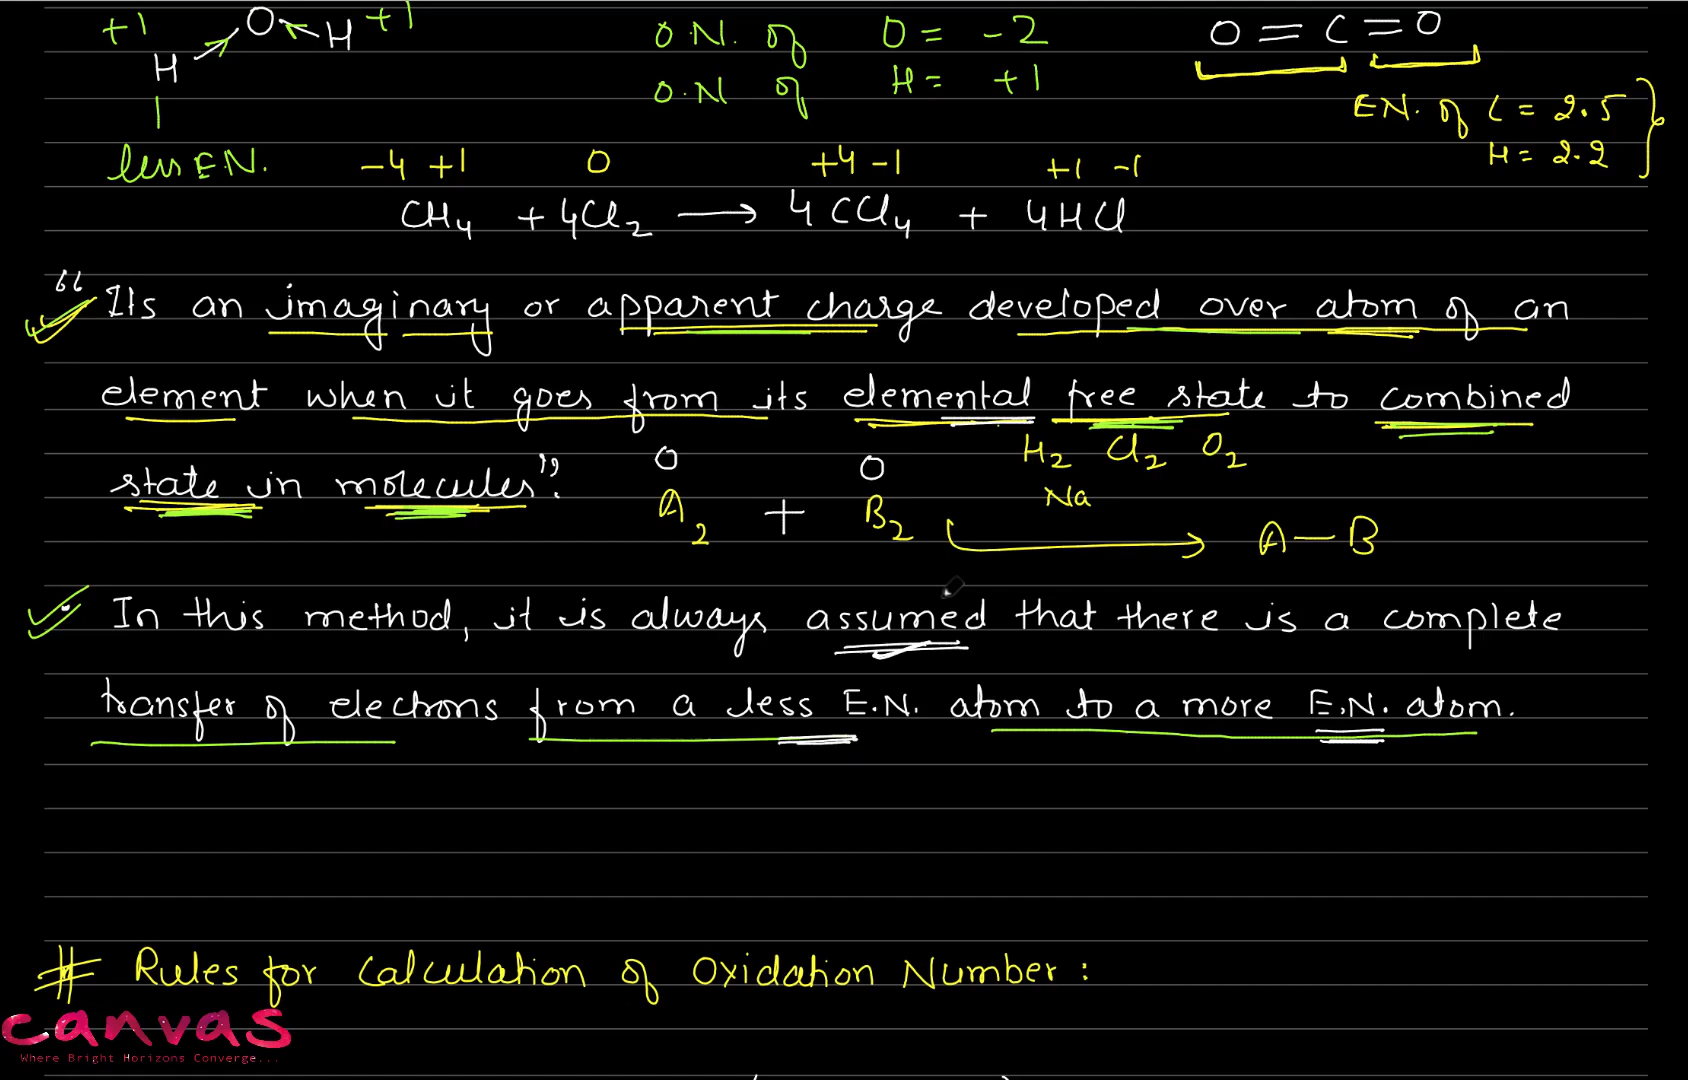 +1 O H +1 O.N. of O = -2 O = C = O
H O.N of H = +1
E.N. of C = 2.5
less E.N. -4 +1 0 +4 -1 +1 -1 H = 2.2
CH4 + 4Cl2 → 4CCl4 + 4HCl
“ Its an imaginary or apparent charge developed over atom of an
element when it goes from its elemental free state to combined
H2 Cl2 O2
state in molecules”. 0 0 Na
A2 + B2 → A—B
In this method, it is always assumed that there is a complete
transfer of electrons from a less E.N. atom to a more E.N. atom.
# Rules for Calculation of Oxidation Number :
canvas
Where Bright Horizons Converge...